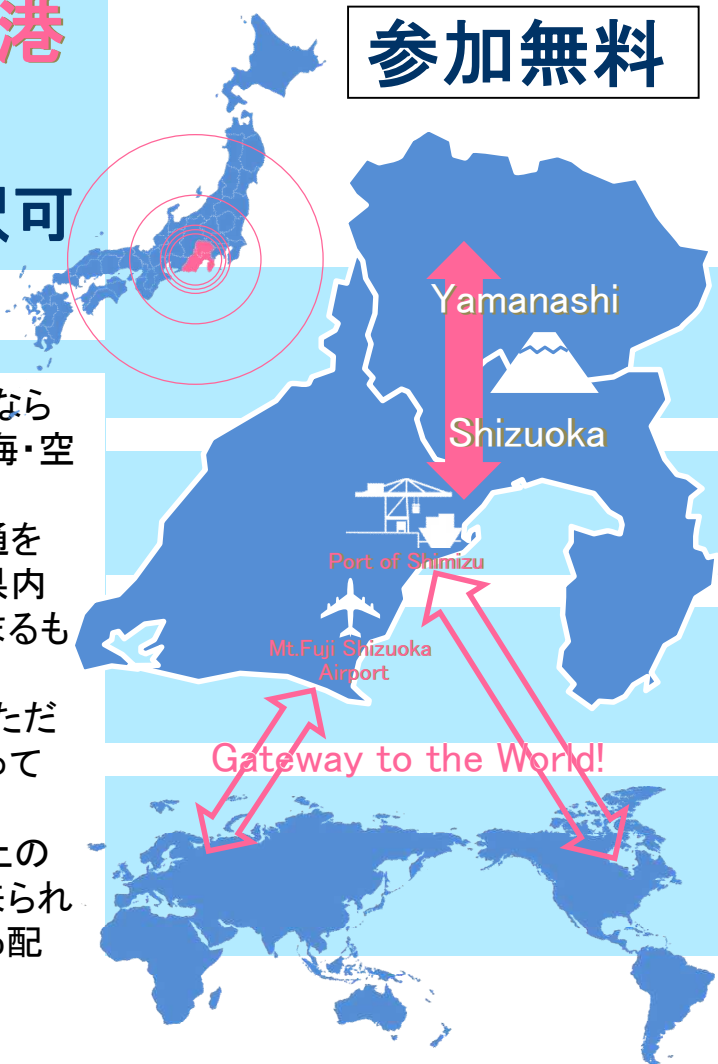 港
参加無料
可
なら
海・空
通を
県内
るも
ただ
って
の
られ
配
Yamanashi
Shizuoka
Port of Shimizu
Mt.Fuji Shizuoka
Airport
Gateway to the World!